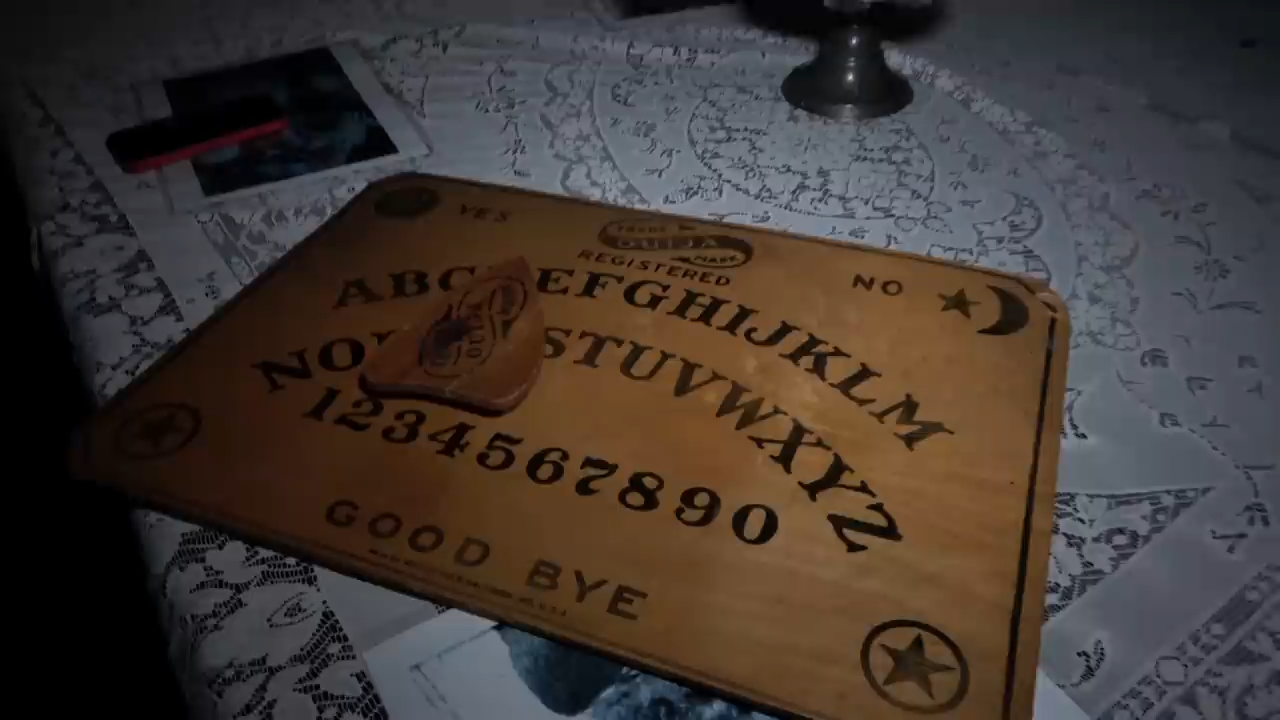 YES
TRADE
OUIJA
MARK
REGISTERED
NO
ABC EFGHIJKLM
NO STUVWXYZ
1234567890
GOOD BYE